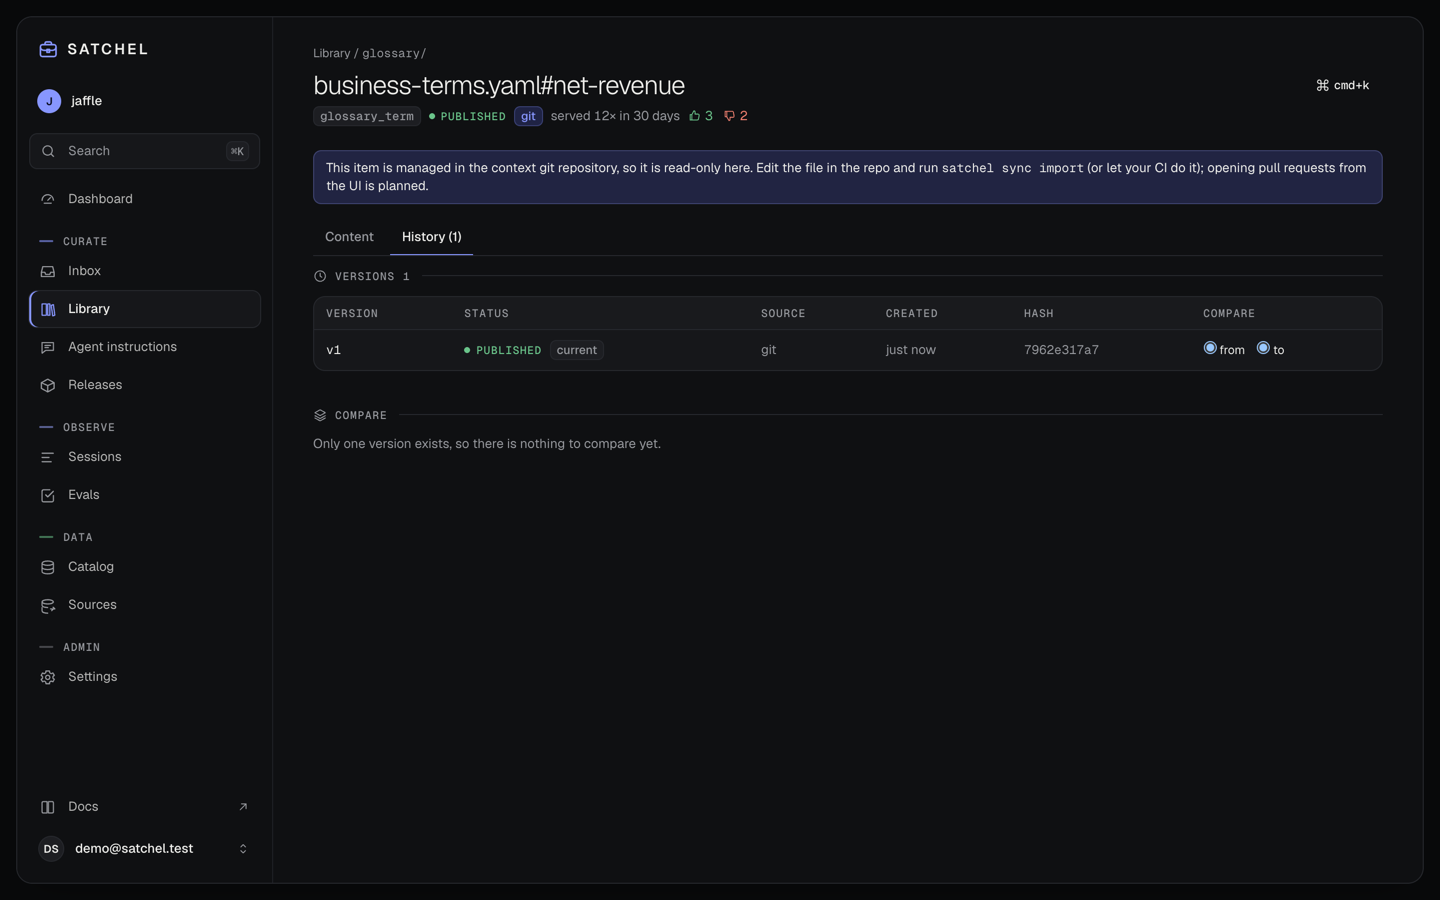 SATCHEL
J jaffle
Search ⌘K
Dashboard
CURATE
Inbox
Library
Agent instructions
Releases
OBSERVE
Sessions
Evals
DATA
Catalog
Sources
ADMIN
Settings
Docs
DS demo@satchel.test
Library / glossary/
business-terms.yaml#net-revenue
⌘ cmd+k
glossary_term PUBLISHED git served 12× in 30 days 3 2
This item is managed in the context git repository, so it is read-only here. Edit the file in the repo and run satchel sync import (or let your CI do it); opening pull requests from
the UI is planned.
Content History (1)
VERSIONS 1
VERSION STATUS SOURCE CREATED HASH COMPARE
v1 PUBLISHED current git just now 7962e317a7 from to
COMPARE
Only one version exists, so there is nothing to compare yet.